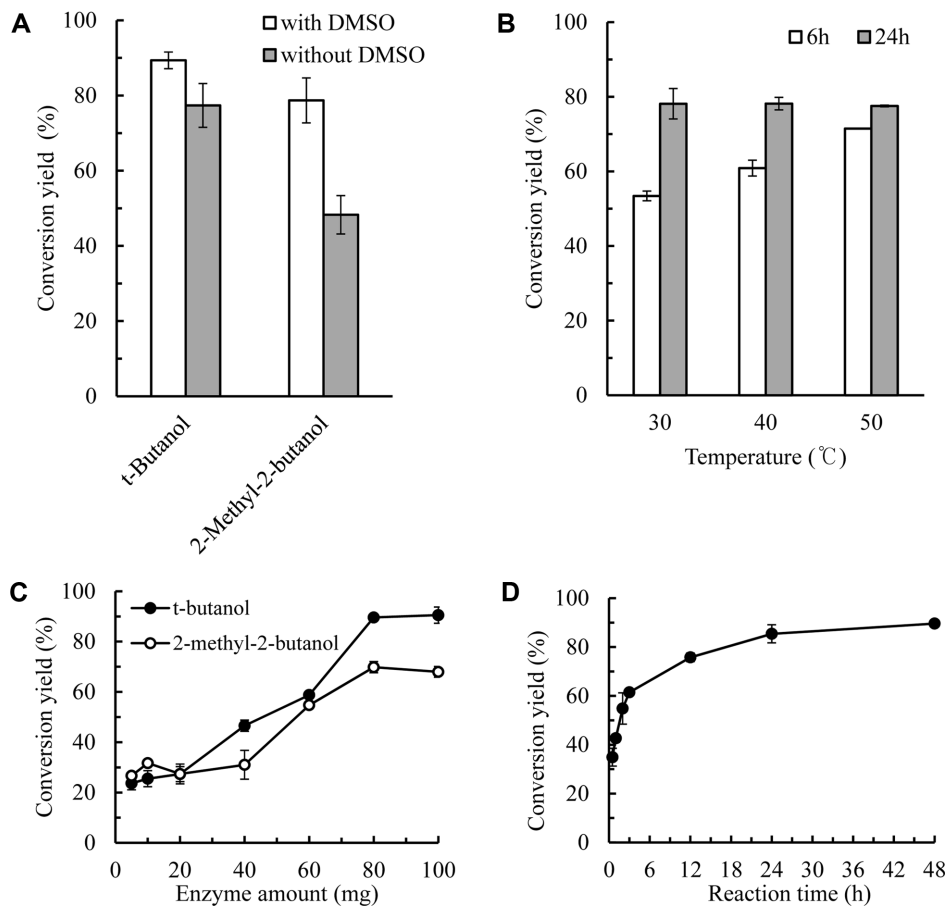 A
with DMSO
without DMSO
Conversion yield (%)
100
80
60
40
20
0
t-Butanol
2-Methyl-2-butanol
B
6h
24h
Conversion yield (%)
100
80
60
40
20
0
30
40
50
Temperature (℃)
C
t-butanol
2-methyl-2-butanol
Conversion yield (%)
100
80
60
40
20
0
0
20
40
60
80
100
Enzyme amount (mg)
D
Conversion yield (%)
100
80
60
40
20
0
0
6
12
18
24
30
36
42
48
Reaction time (h)